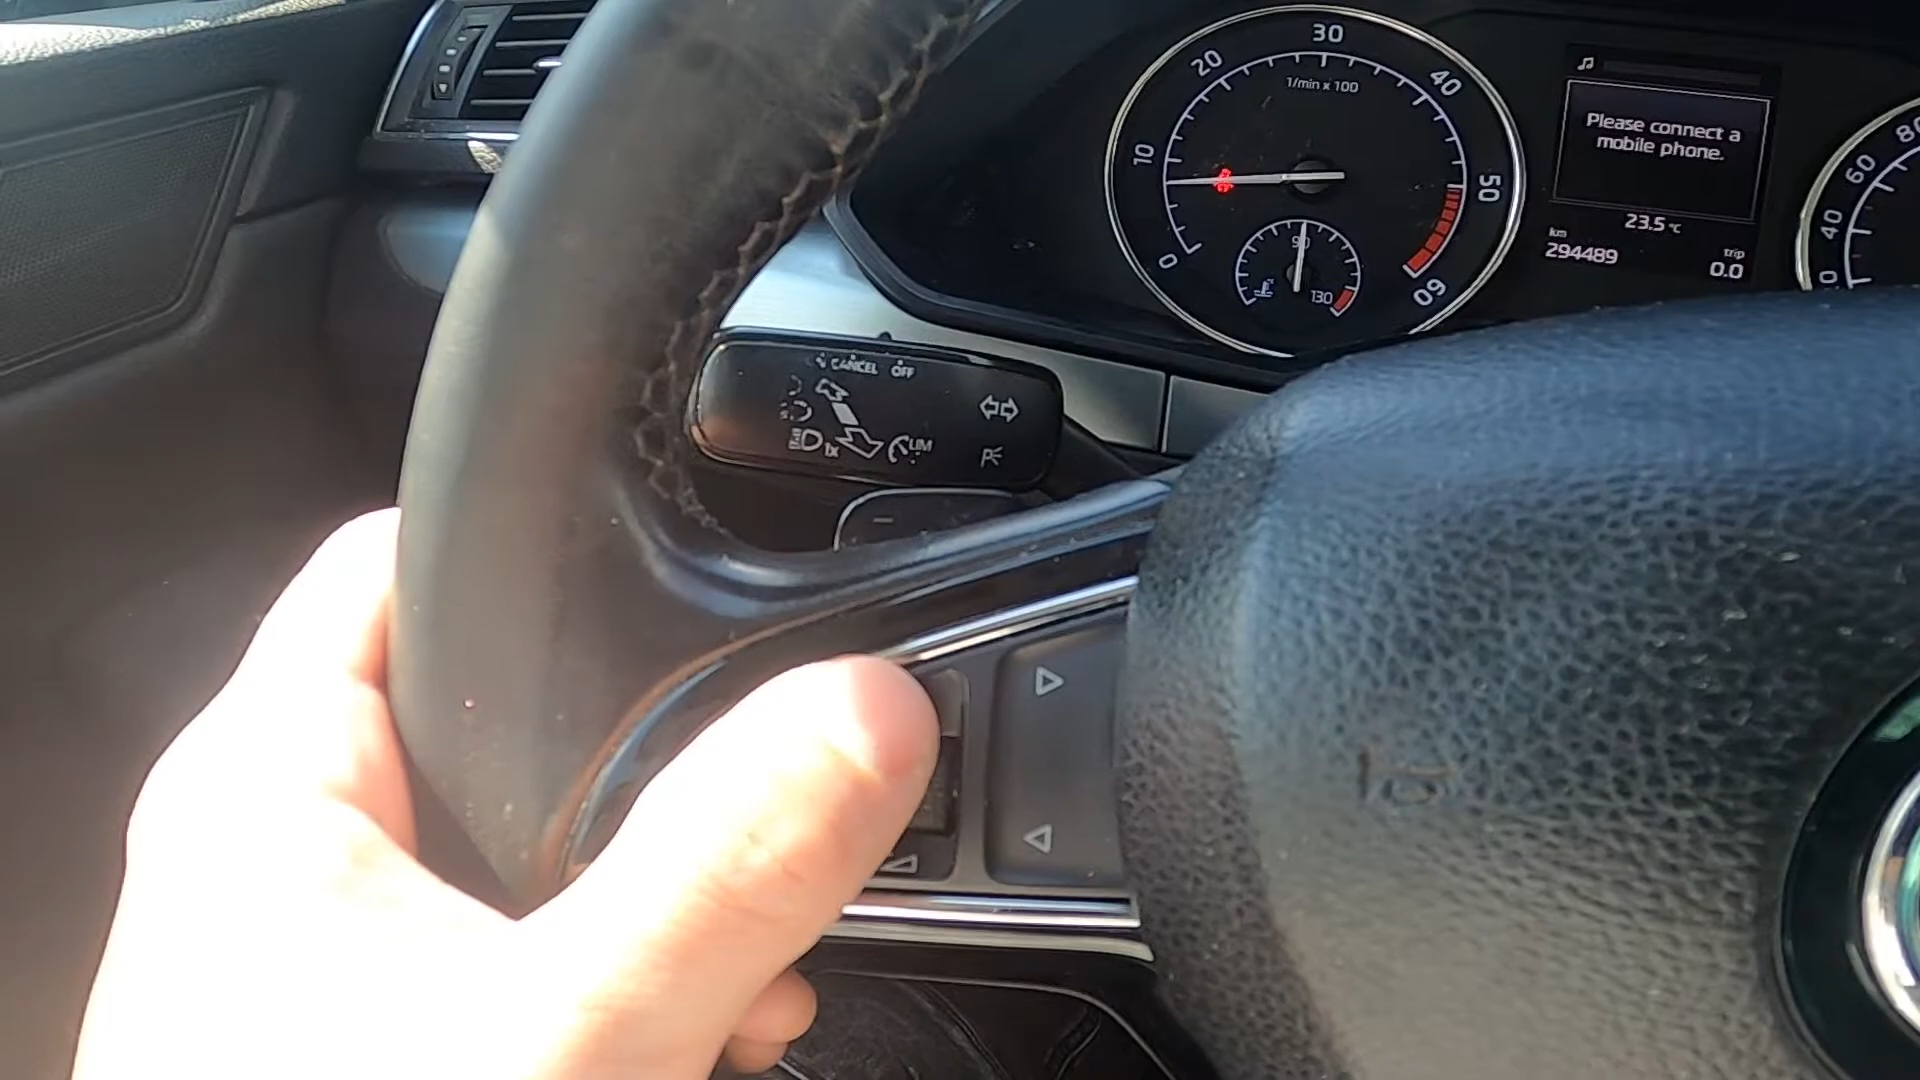 30
20
40
1/min x 100
10
50
0
60
90
130
Please connect a
mobile phone.
23.5 °C
km
294489
trip
0.0
80
60
40
CANCEL OFF
1x
LIM